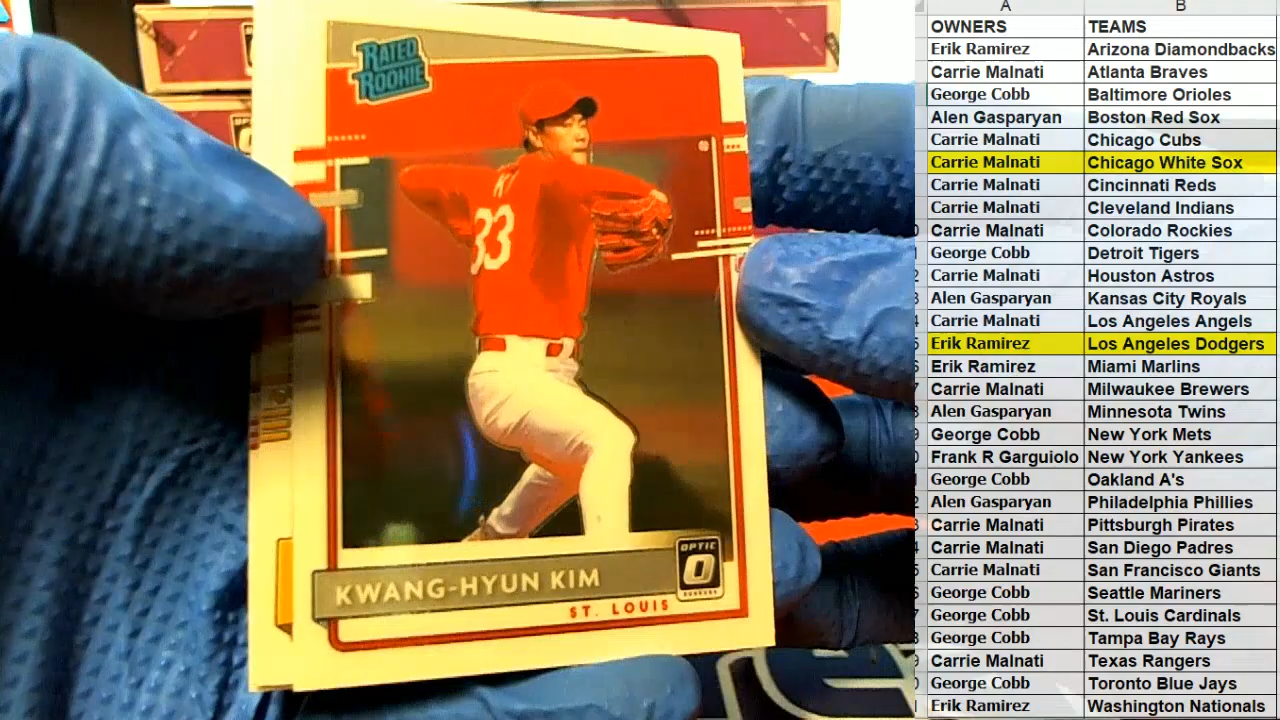 RATED
ROOKIE
33
KWANG-HYUN KIM
ST. LOUIS
OPTIC
A B
OWNERS TEAMS
Erik Ramirez Arizona Diamondbacks
Carrie Malnati Atlanta Braves
George Cobb Baltimore Orioles
Alen Gasparyan Boston Red Sox
Carrie Malnati Chicago Cubs
Carrie Malnati Chicago White Sox
Carrie Malnati Cincinnati Reds
Carrie Malnati Cleveland Indians
Carrie Malnati Colorado Rockies
George Cobb Detroit Tigers
Carrie Malnati Houston Astros
Alen Gasparyan Kansas City Royals
Carrie Malnati Los Angeles Angels
Erik Ramirez Los Angeles Dodgers
Erik Ramirez Miami Marlins
Carrie Malnati Milwaukee Brewers
Alen Gasparyan Minnesota Twins
George Cobb New York Mets
Frank R Garguiolo New York Yankees
George Cobb Oakland A's
Alen Gasparyan Philadelphia Phillies
Carrie Malnati Pittsburgh Pirates
Carrie Malnati San Diego Padres
Carrie Malnati San Francisco Giants
George Cobb Seattle Mariners
George Cobb St. Louis Cardinals
George Cobb Tampa Bay Rays
Carrie Malnati Texas Rangers
George Cobb Toronto Blue Jays
Erik Ramirez Washington Nationals